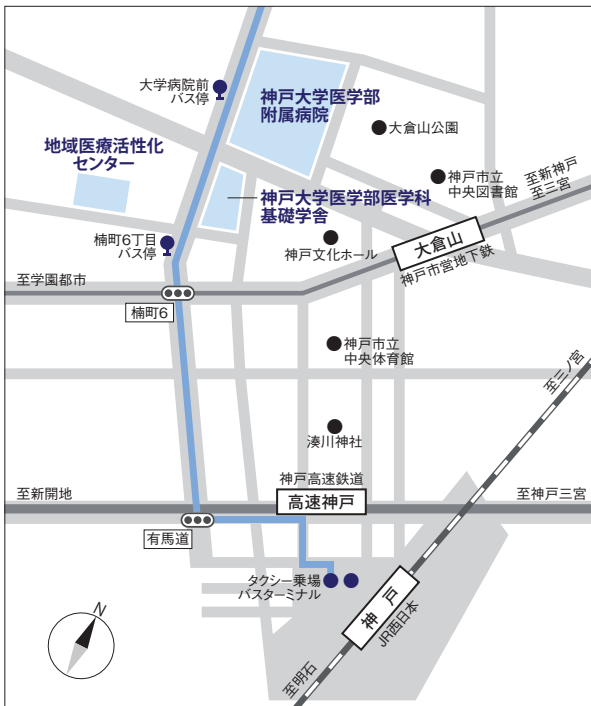 大学病院前
バス停
神戸大学医学部
附属病院
大倉山公園
地域医療活性化
センター
神戸市立
中央図書館
至新神戸
至三宮
神戸大学医学部医学科
基礎学舎
楠町6丁目
バス停
神戸文化ホール
大倉山
神戸市営地下鉄
至学園都市
楠町6
神戸市立
中央体育館
至三ノ宮
湊川神社
神戸高速鉄道
至新開地
高速神戸
至神戸三宮
有馬道
タクシー乗場
バスターミナル
神戸
JR西日本
至明石
N